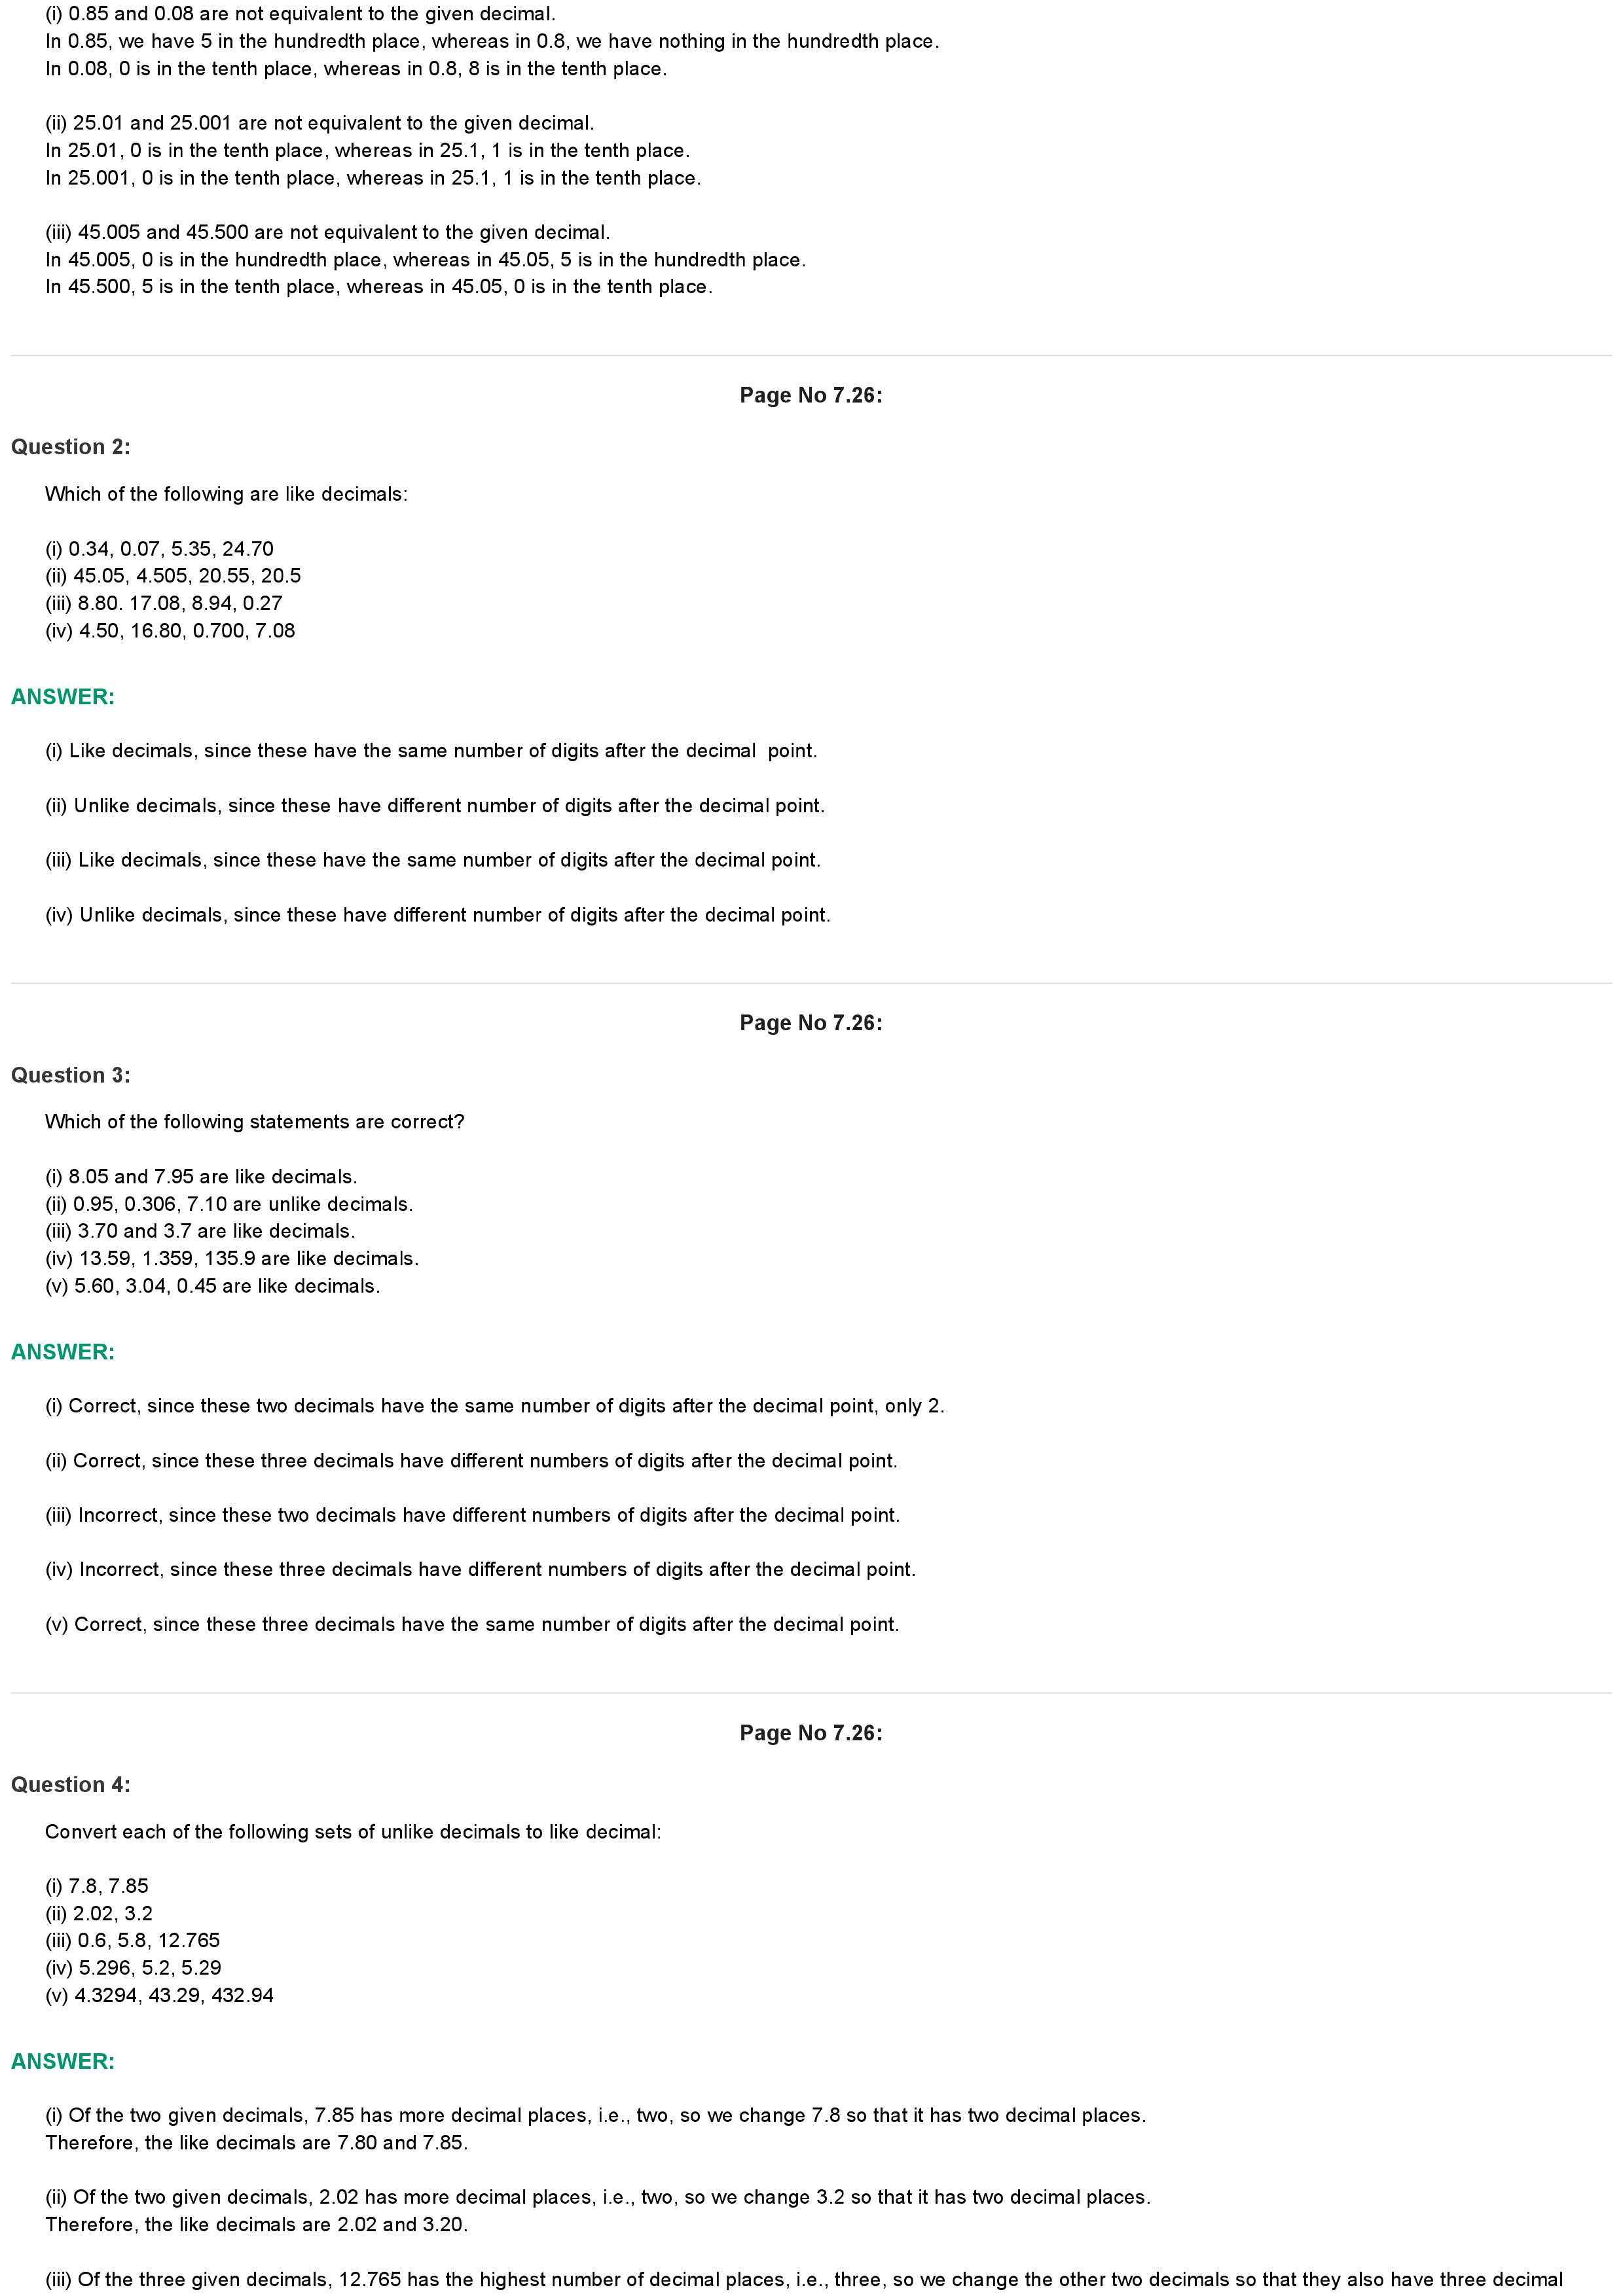 (i) 0.85 and 0.08 are not equivalent to the given decimal.
In 0.85, we have 5 in the hundredth place, whereas in 0.8, we have nothing in the hundredth place.
In 0.08, 0 is in the tenth place, whereas in 0.8, 8 is in the tenth place.
(ii) 25.01 and 25.001 are not equivalent to the given decimal.
In 25.01, 0 is in the tenth place, whereas in 25.1, 1 is in the tenth place.
In 25.001, 0 is in the tenth place, whereas in 25.1, 1 is in the tenth place.
(iii) 45.005 and 45.500 are not equivalent to the given decimal.
In 45.005, 0 is in the hundredth place, whereas in 45.05, 5 is in the hundredth place.
In 45.500, 5 is in the tenth place, whereas in 45.05, 0 is in the tenth place.
Page No 7.26:
Question 2:
Which of the following are like decimals:
(i) 0.34, 0.07, 5.35, 24.70
(ii) 45.05, 4.505, 20.55, 20.5
(iii) 8.80. 17.08, 8.94, 0.27
(iv) 4.50, 16.80, 0.700, 7.08
ANSWER:
(i) Like decimals, since these have the same number of digits after the decimal  point.
(ii) Unlike decimals, since these have different number of digits after the decimal point.
(iii) Like decimals, since these have the same number of digits after the decimal point.
(iv) Unlike decimals, since these have different number of digits after the decimal point.
Page No 7.26:
Question 3:
Which of the following statements are correct?
(i) 8.05 and 7.95 are like decimals.
(ii) 0.95, 0.306, 7.10 are unlike decimals.
(iii) 3.70 and 3.7 are like decimals.
(iv) 13.59, 1.359, 135.9 are like decimals.
(v) 5.60, 3.04, 0.45 are like decimals.
ANSWER:
(i) Correct, since these two decimals have the same number of digits after the decimal point, only 2.
(ii) Correct, since these three decimals have different numbers of digits after the decimal point.
(iii) Incorrect, since these two decimals have different numbers of digits after the decimal point.
(iv) Incorrect, since these three decimals have different numbers of digits after the decimal point.
(v) Correct, since these three decimals have the same number of digits after the decimal point.
Page No 7.26:
Question 4:
Convert each of the following sets of unlike decimals to like decimal:
(i) 7.8, 7.85
(ii) 2.02, 3.2
(iii) 0.6, 5.8, 12.765
(iv) 5.296, 5.2, 5.29
(v) 4.3294, 43.29, 432.94
ANSWER:
(i) Of the two given decimals, 7.85 has more decimal places, i.e., two, so we change 7.8 so that it has two decimal places.
Therefore, the like decimals are 7.80 and 7.85.
(ii) Of the two given decimals, 2.02 has more decimal places, i.e., two, so we change 3.2 so that it has two decimal places.
Therefore, the like decimals are 2.02 and 3.20.
(iii) Of the three given decimals, 12.765 has the highest number of decimal places, i.e., three, so we change the other two decimals so that they also have three decimal